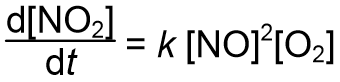 d[NO₂]/dt = k [NO]²[O₂]